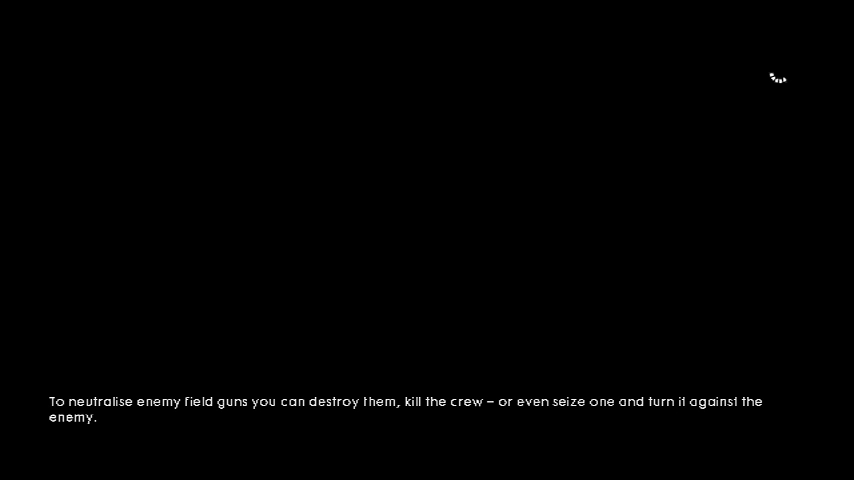 To neutralise enemy field guns you can destroy them, kill the crew – or even seize one and turn it against the
enemy.